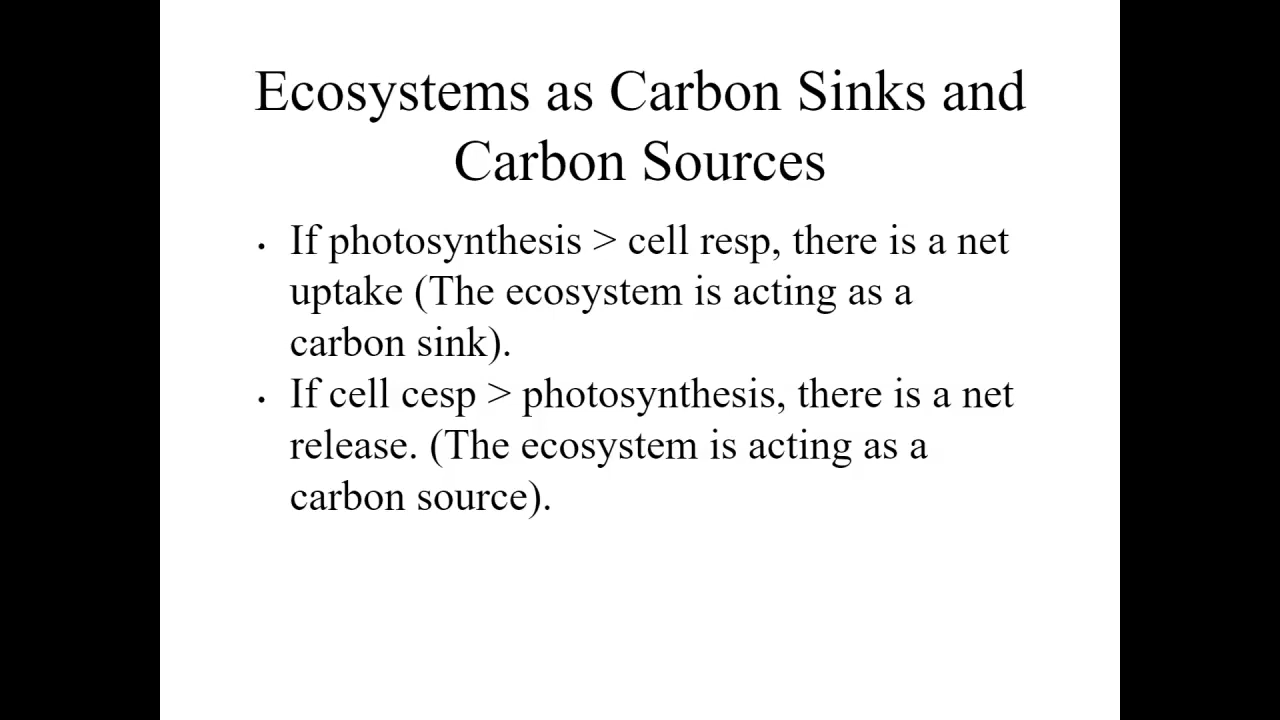 Ecosystems as Carbon Sinks and
Carbon Sources
• If photosynthesis > cell resp, there is a net
uptake (The ecosystem is acting as a
carbon sink).
• If cell cesp > photosynthesis, there is a net
release. (The ecosystem is acting as a
carbon source).